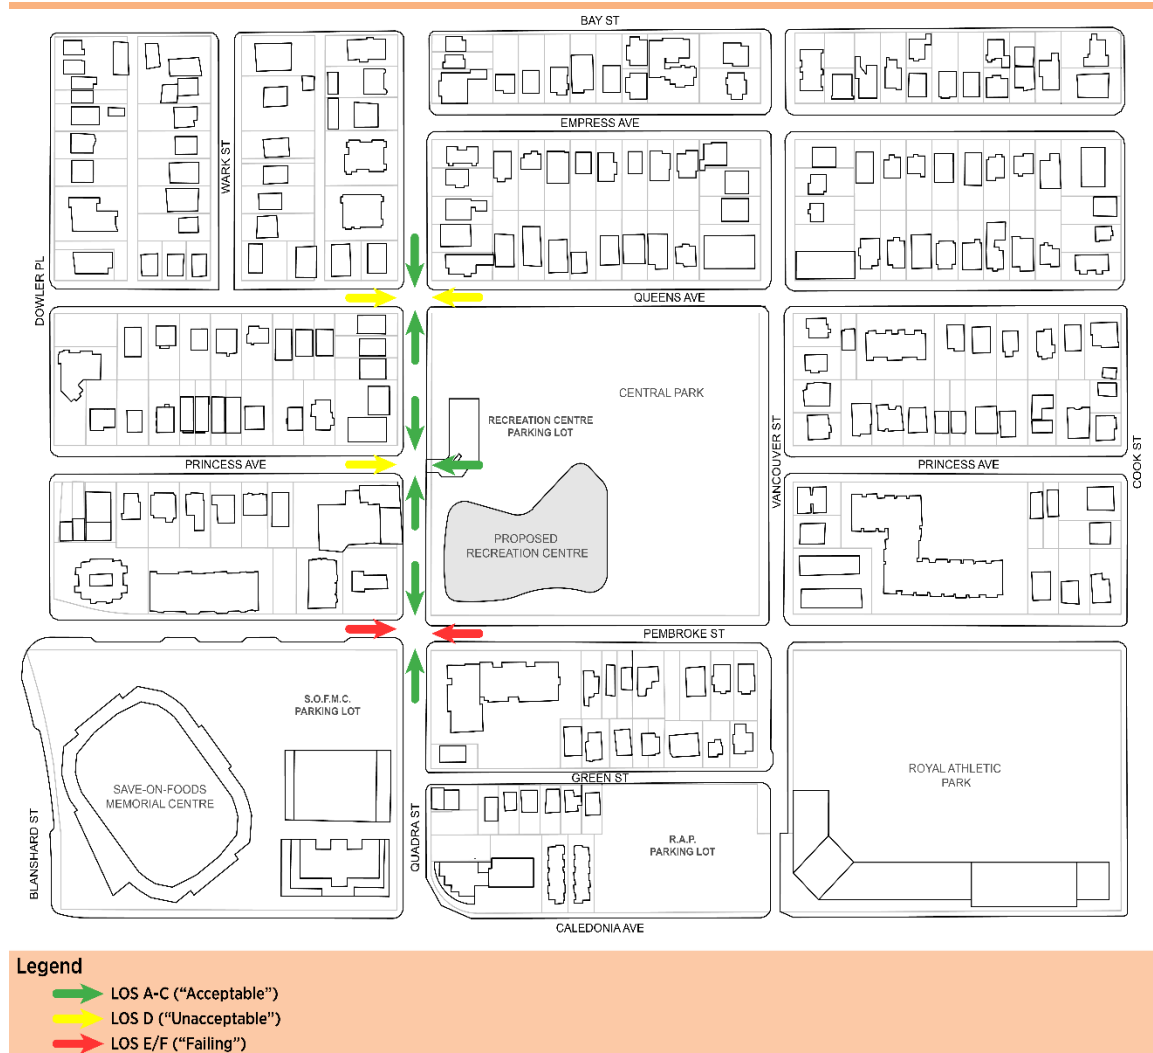 BAY ST
EMPRESS AVE
WARK ST
DOWLER PL
QUEENS AVE
CENTRAL PARK
RECREATION CENTRE
PARKING LOT
VANCOUVER ST
COOK ST
PRINCESS AVE
PRINCESS AVE
PROPOSED
RECREATION CENTRE
PEMBROKE ST
S.O.F.M.C.
PARKING LOT
ROYAL ATHLETIC
PARK
GREEN ST
SAVE-ON-FOODS
MEMORIAL CENTRE
BLANSHARD ST
QUADRA ST
R.A.P.
PARKING LOT
CALEDONIA AVE
Legend
LOS A-C ("Acceptable")
LOS D ("Unacceptable")
LOS E/F ("Failing")